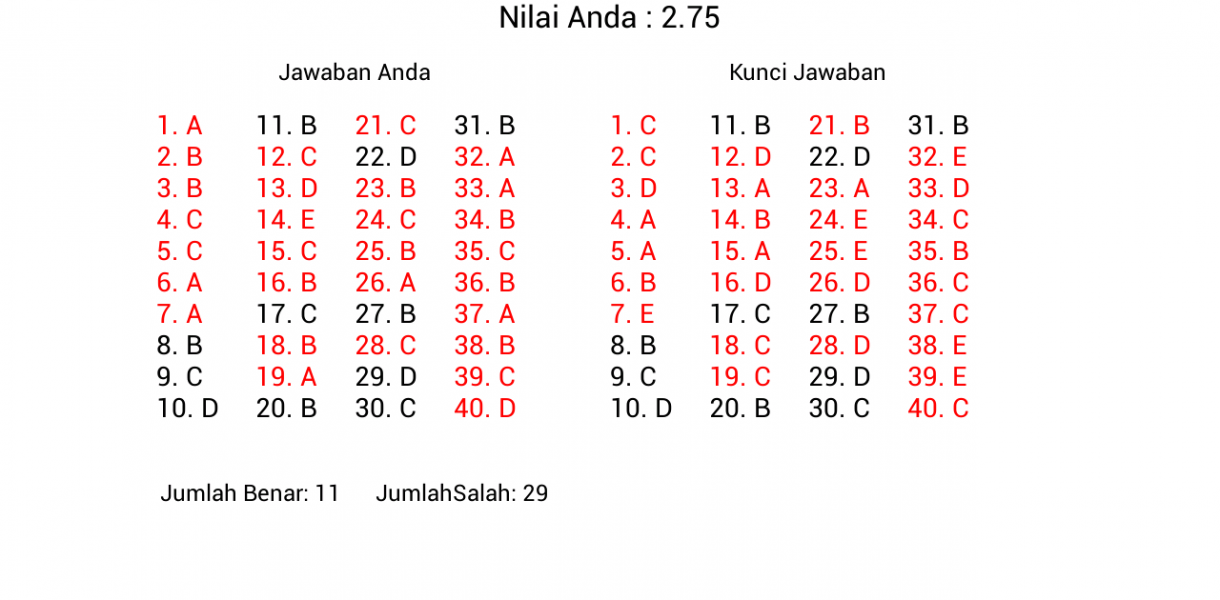 Nilai Anda : 2.75
Jawaban Anda Kunci Jawaban
1. A 11. B 21. C 31. B 1. C 11. B 21. B 31. B
2. B 12. C 22. D 32. A 2. C 12. D 22. D 32. E
3. B 13. D 23. B 33. A 3. D 13. A 23. A 33. D
4. C 14. E 24. C 34. B 4. A 14. B 24. E 34. C
5. C 15. C 25. B 35. C 5. A 15. A 25. E 35. B
6. A 16. B 26. A 36. B 6. B 16. D 26. D 36. C
7. A 17. C 27. B 37. A 7. E 17. C 27. B 37. C
8. B 18. B 28. C 38. B 8. B 18. C 28. D 38. E
9. C 19. A 29. D 39. C 9. C 19. C 29. D 39. E
10. D 20. B 30. C 40. D 10. D 20. B 30. C 40. C
Jumlah Benar: 11 JumlahSalah: 29